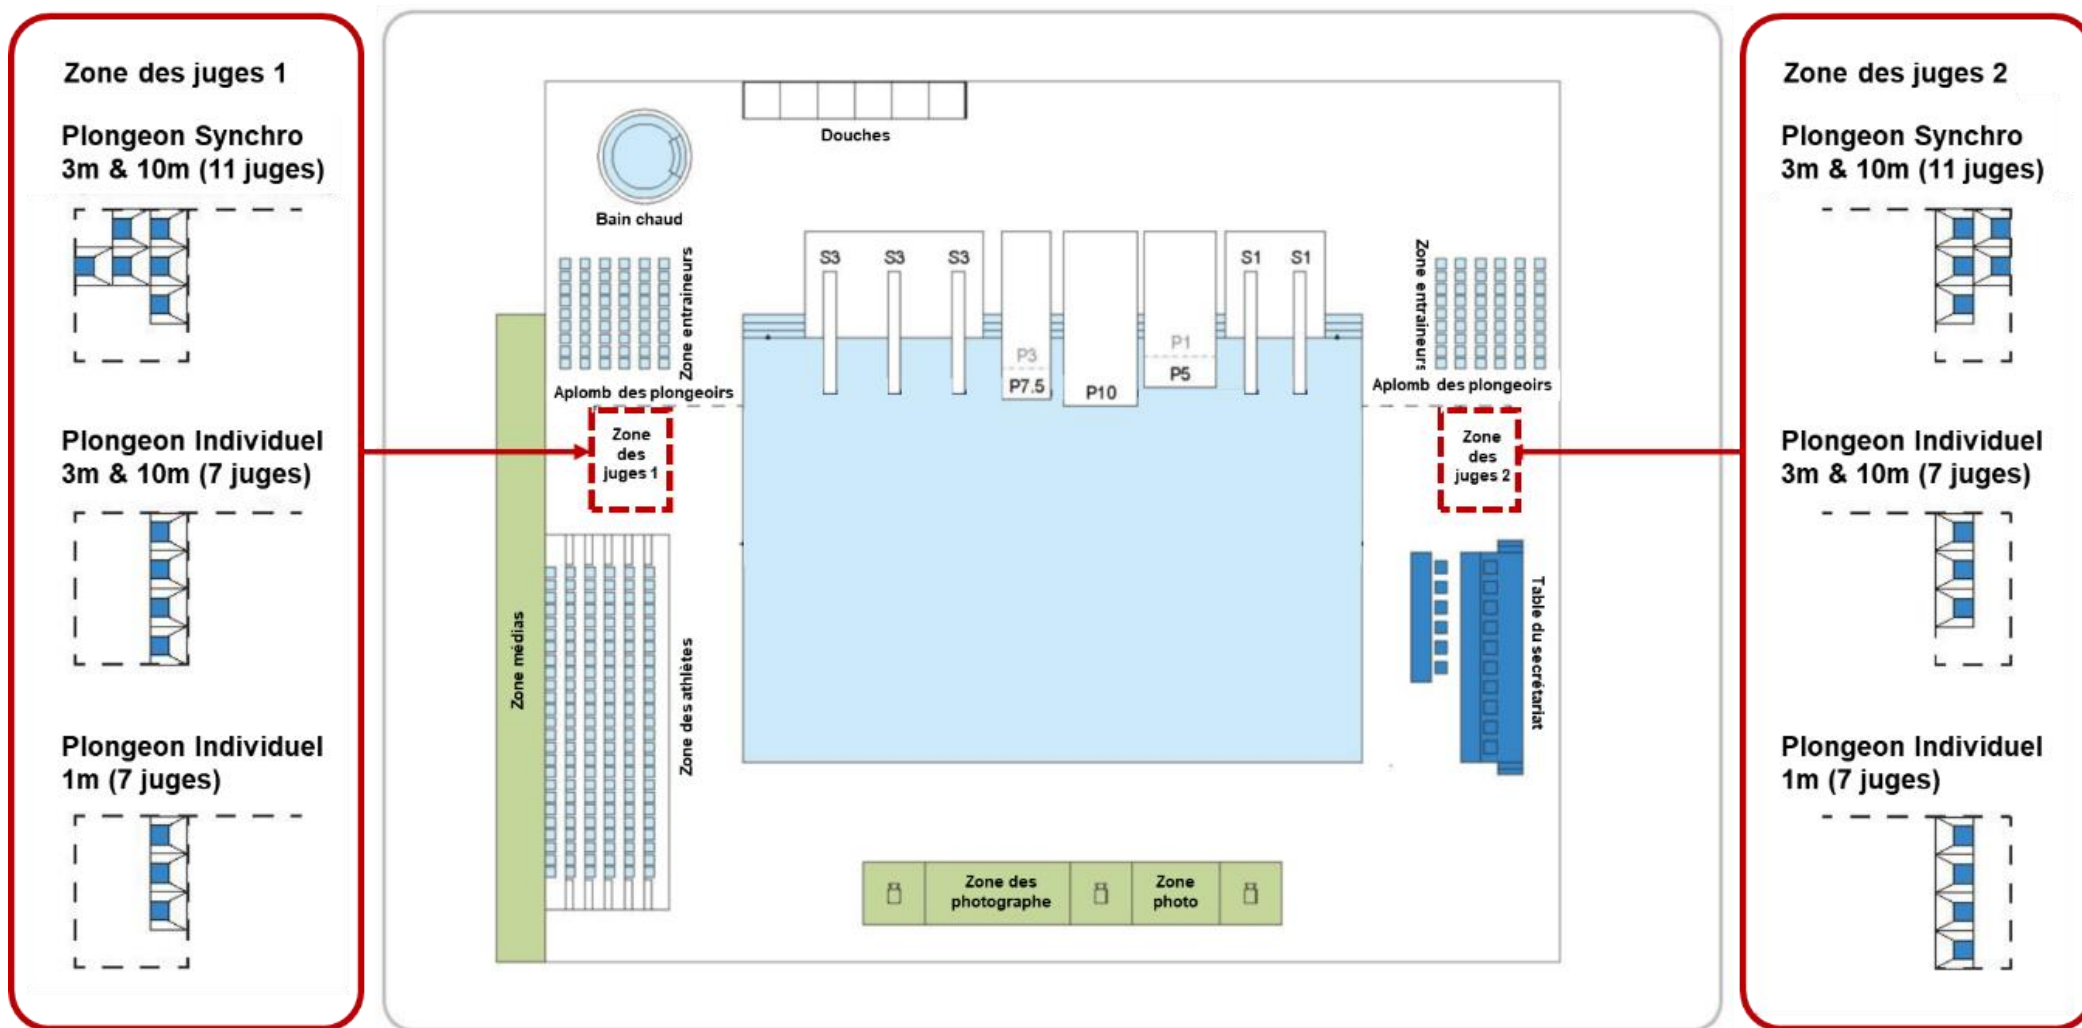 Zone des juges 1
Plongeon Synchro
3m & 10m (11 juges)
Plongeon Individuel
3m & 10m (7 juges)
Plongeon Individuel
1m (7 juges)
Douches
Bain chaud
Zone entraineurs
S3
S3
S3
S1
S1
Zone entraineurs
P3
P7.5
P10
P1
P5
Aplomb des plongeoirs
Aplomb des plongeoirs
Zone
des
juges 1
Zone
des
juges 2
Zone médias
Zone des athlètes
Table du secrétariat
Zone des
photographe
Zone
photo
Zone des juges 2
Plongeon Synchro
3m & 10m (11 juges)
Plongeon Individuel
3m & 10m (7 juges)
Plongeon Individuel
1m (7 juges)